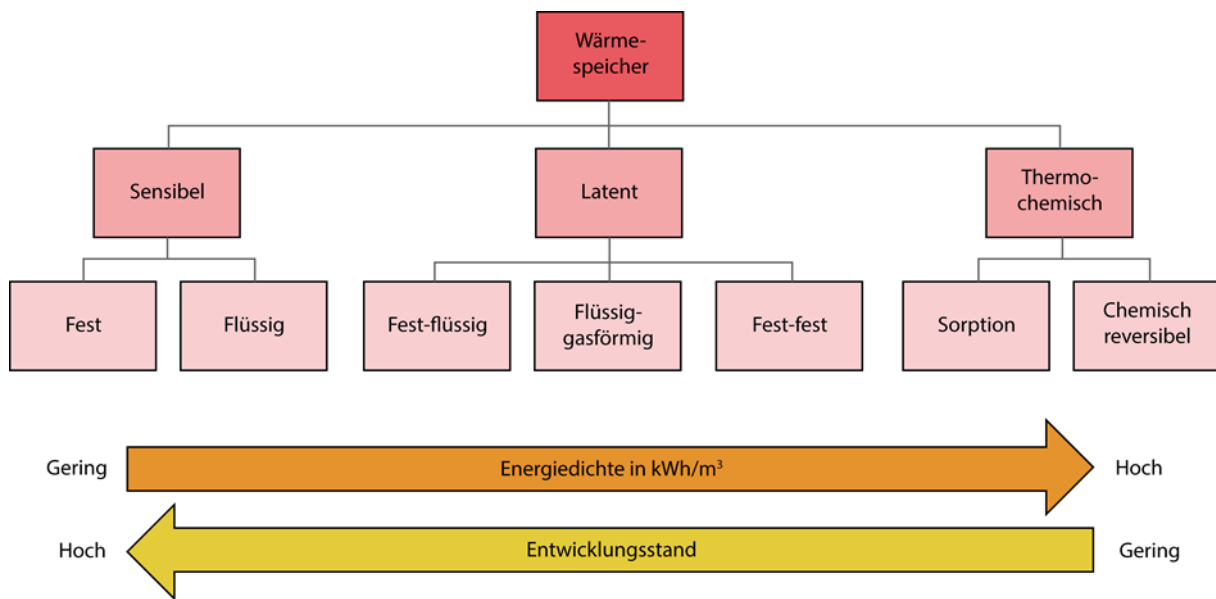 Wärme-
speicher
Sensibel
Latent
Thermo-
chemisch
Fest
Flüssig
Fest-flüssig
Flüssig-
gasförmig
Fest-fest
Sorption
Chemisch
reversibel
Gering
Energiedichte in kWh/m³
Hoch
Hoch
Entwicklungsstand
Gering